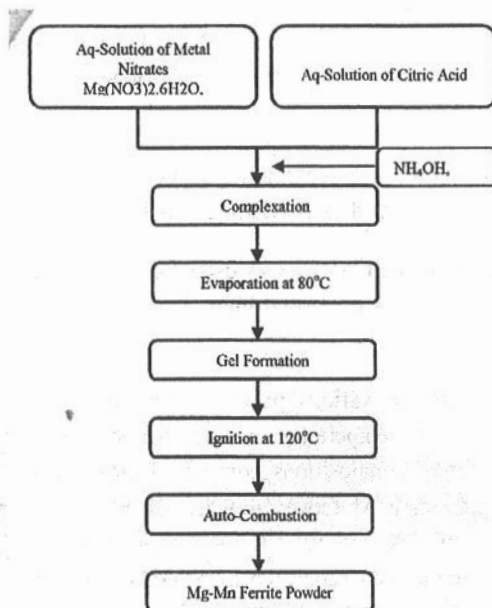 Aq-Solution of Metal
Nitrates
Mg(NO3)2.6H2O.
Aq-Solution of Citric Acid
NH₄OH,
Complexation
Evaporation at 80°C
Gel Formation
Ignition at 120°C
Auto-Combustion
Mg-Mn Ferrite Powder